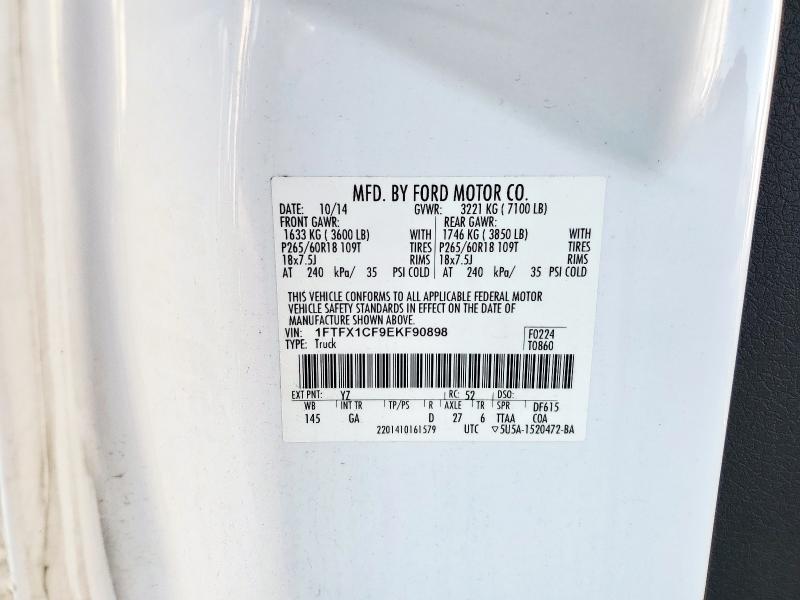 MFD. BY FORD MOTOR CO.
DATE: 10/14 GVWR: 3221 KG ( 7100 LB)
FRONT GAWR: REAR GAWR:
1633 KG ( 3600 LB) WITH 1746 KG ( 3850 LB) WITH
P265/60R18 109T TIRES P265/60R18 109T TIRES
18x7.5J RIMS 18x7.5J RIMS
AT 240 kPa/ 35 PSI COLD AT 240 kPa/ 35 PSI COLD
THIS VEHICLE CONFORMS TO ALL APPLICABLE FEDERAL MOTOR
VEHICLE SAFETY STANDARDS IN EFFECT ON THE DATE OF
MANUFACTURE SHOWN ABOVE.
VIN: 1FTFX1CF9EKF90898 F0224
TYPE: Truck T0860
EXT PNT: YZ RC: 52 DSO:
WB INT TR TP/PS R AXLE TR SPR DF615
145 GA D 27 6 TTAA COA
2201410161579 UTC ▽5U5A-1520472-BA